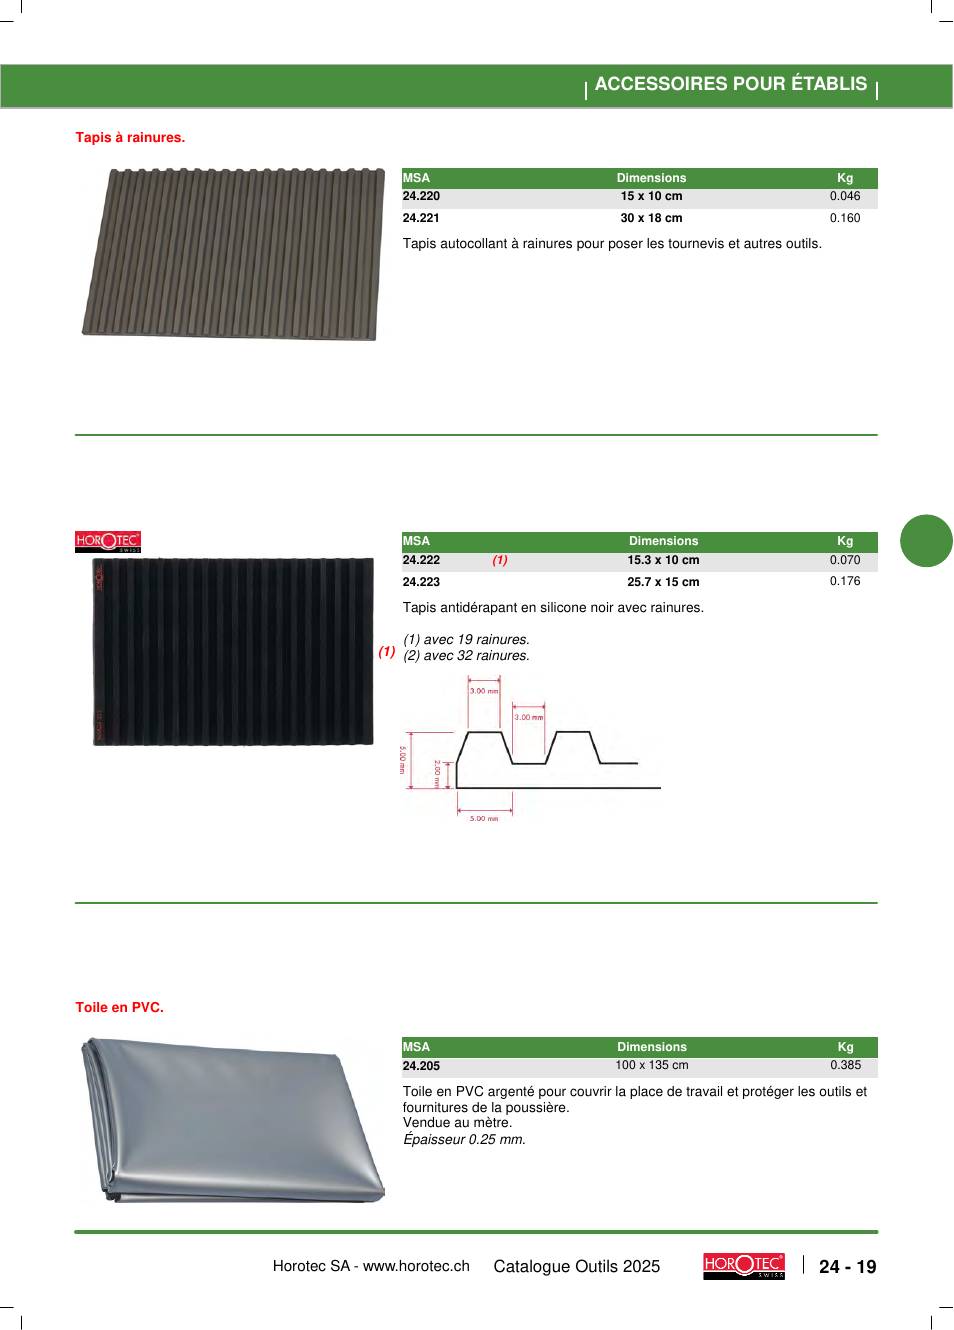 ACCESSOIRES POUR ÉTABLIS
Tapis à rainures.
MSA Dimensions Kg
24.220 15 x 10 cm 0.046
24.221 30 x 18 cm 0.160
Tapis autocollant à rainures pour poser les tournevis et autres outils.
HOROTEC®
SWISS
MSA Dimensions Kg
24.222 (1) 15.3 x 10 cm 0.070
24.223 25.7 x 15 cm 0.176
Tapis antidérapant en silicone noir avec rainures.
(1) avec 19 rainures.
(1) (2) avec 32 rainures.
3.00 mm
3.00 mm
5.00 mm
2.00 mm
5.00 mm
Toile en PVC.
MSA Dimensions Kg
24.205 100 x 135 cm 0.385
Toile en PVC argenté pour couvrir la place de travail et protéger les outils et
fournitures de la poussière.
Vendue au mètre.
Épaisseur 0.25 mm.
Horotec SA - www.horotec.ch Catalogue Outils 2025 HOROTEC® SWISS 24 - 19